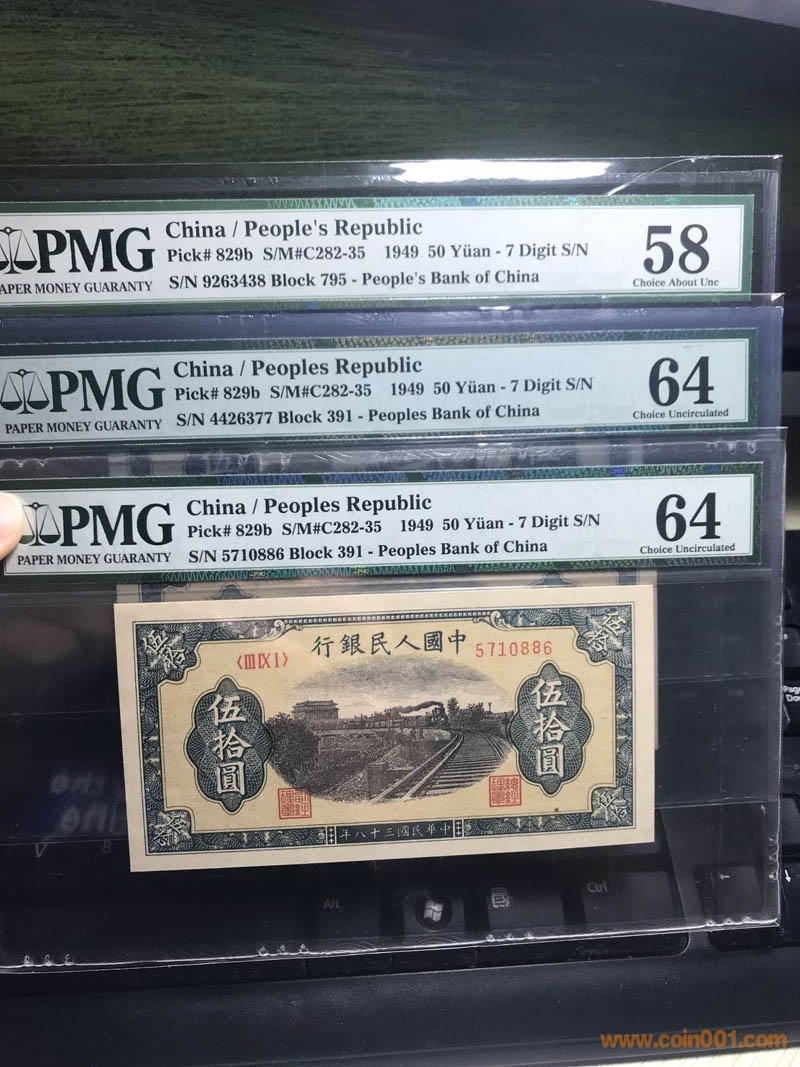 PMG
PAPER MONEY GUARANTY
China / People's Republic
Pick# 829b S/M#C282-35 1949 50 Yüan - 7 Digit S/N
S/N 9263438 Block 795 - People's Bank of China
58
Choice About Unc
PMG
PAPER MONEY GUARANTY
China / Peoples Republic
Pick# 829b S/M#C282-35 1949 50 Yüan - 7 Digit S/N
S/N 4426377 Block 391 - Peoples Bank of China
64
Choice Uncirculated
PMG
PAPER MONEY GUARANTY
China / Peoples Republic
Pick# 829b S/M#C282-35 1949 50 Yüan - 7 Digit S/N
S/N 5710886 Block 391 - Peoples Bank of China
64
Choice Uncirculated
行銀民人國中
〈III IX I〉
5710886
伍拾圓
伍拾圓
年八十三國民華中
Alt
Ctrl
www.coin001.com